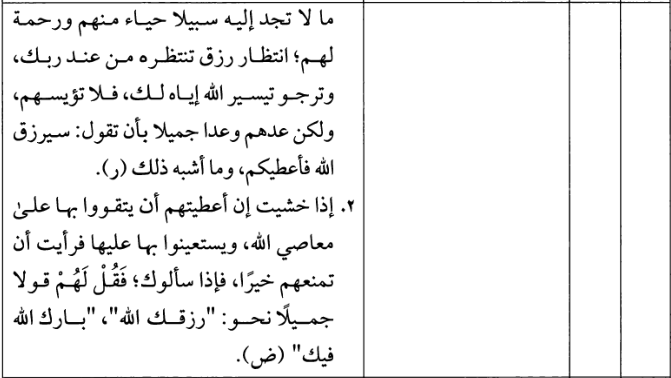 ما لا تجد إليه سبيلا حياء منهم ورحمة
لهم؛ انتظار رزق تنتظره من عند ربك،
وترجو تيسير الله إياه لك، فلا تؤيسهم،
ولكن عدهم وعدا جميلا بأن تقول: سيرزق
الله فأعطيكم، وما أشبه ذلك (ر).
٢. إذا خشيت إن أعطيتهم أن يتقووا بها علىٰ
معاصي الله، ويستعينوا بها عليها فرأيت أن
تمنعهم خيرًا، فإذا سألوك؛ فَقُلْ لَهُمْ قولا
جميلًا نحو: "رزقك الله"، "بارك الله
فيك" (ض).